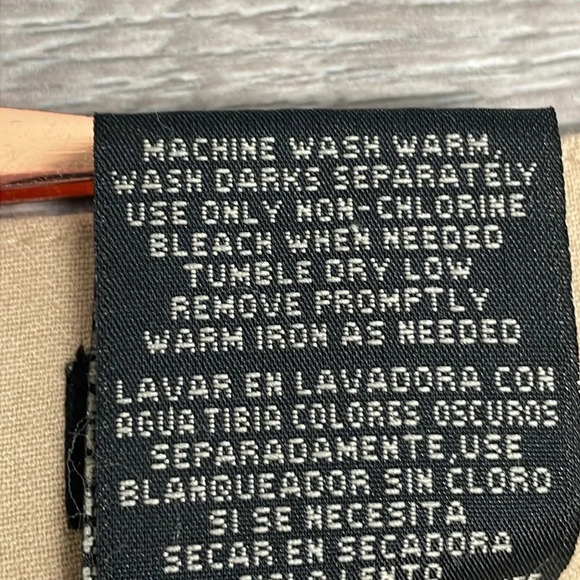 MACHINE WASH WARM,
WASH DARKS SEPARATELY
USE ONLY NON-CHLORINE
BLEACH WHEN NEEDED
TUMBLE DRY LOW
REMOVE PROMPTLY
WARM IRON AS NEEDED
LAVAR EN LAVADORA CON
AGUA TIBIA COLORES OSCUROS
SEPARADAMENTE,USE
BLANQUEADOR SIN CLORO
SI SE NECESITA
SECAR EN SECADORA